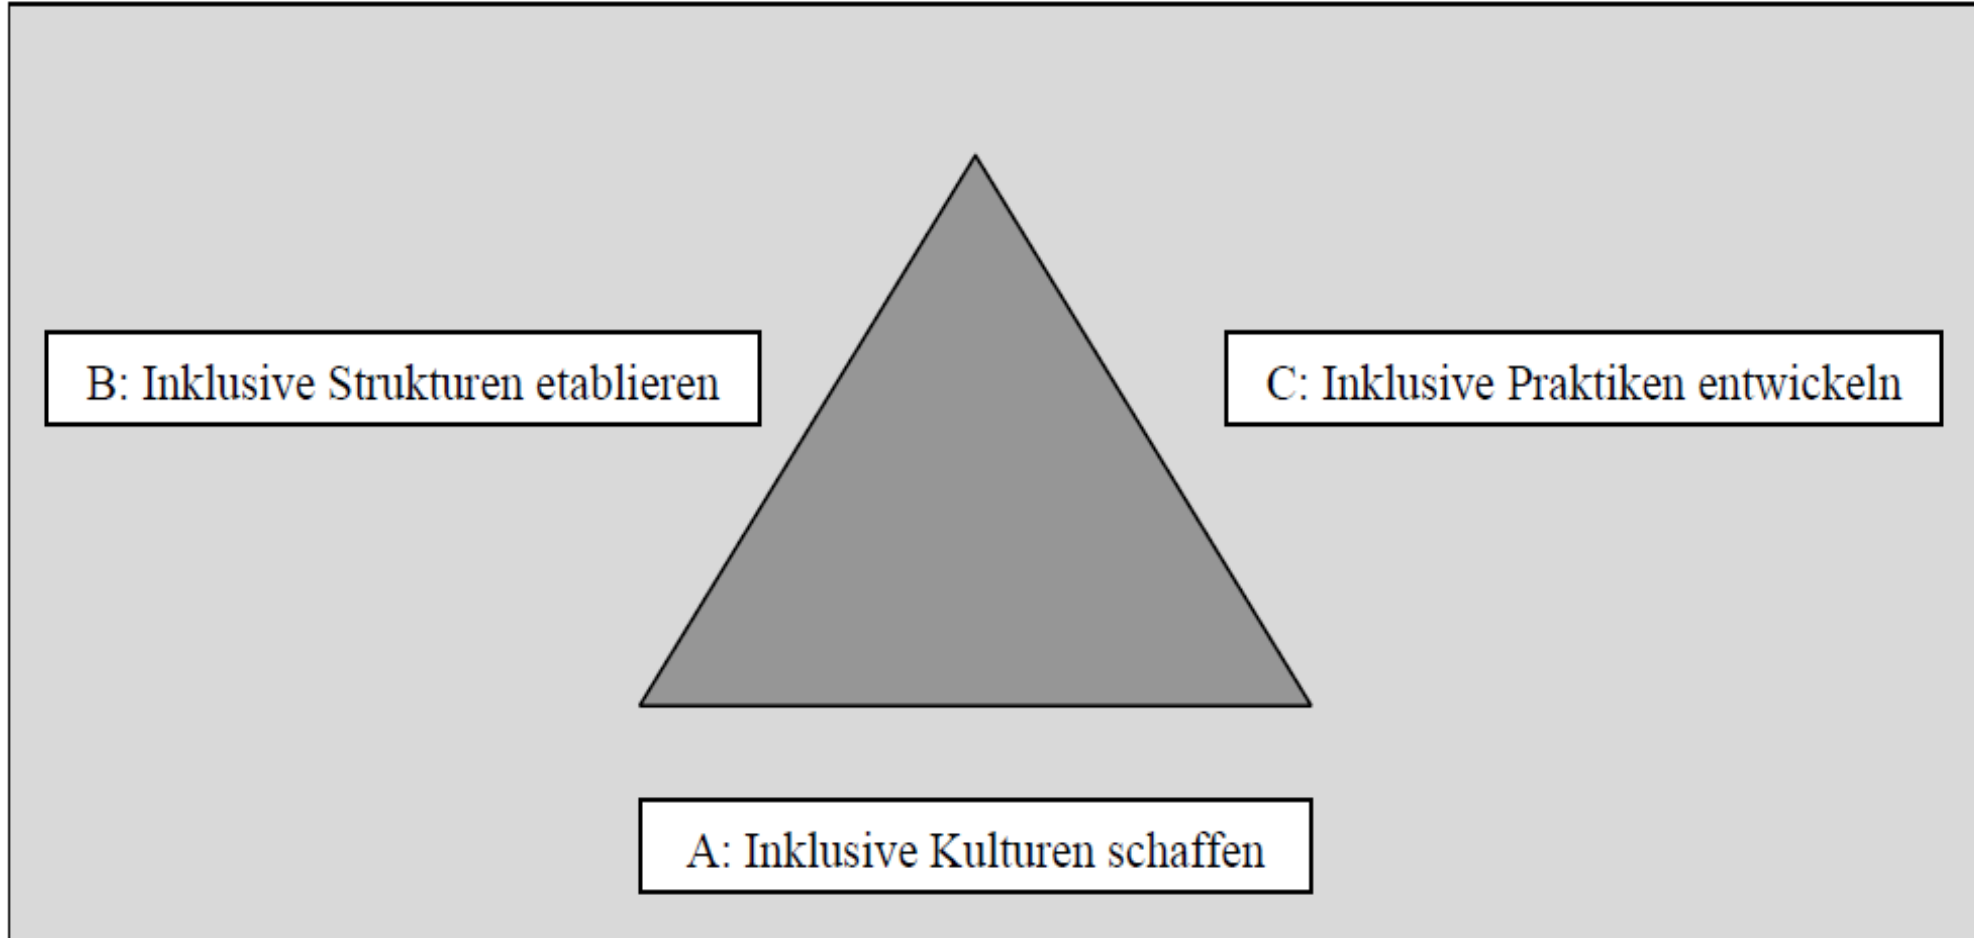 B: Inklusive Strukturen etablieren
C: Inklusive Praktiken entwickeln
A: Inklusive Kulturen schaffen